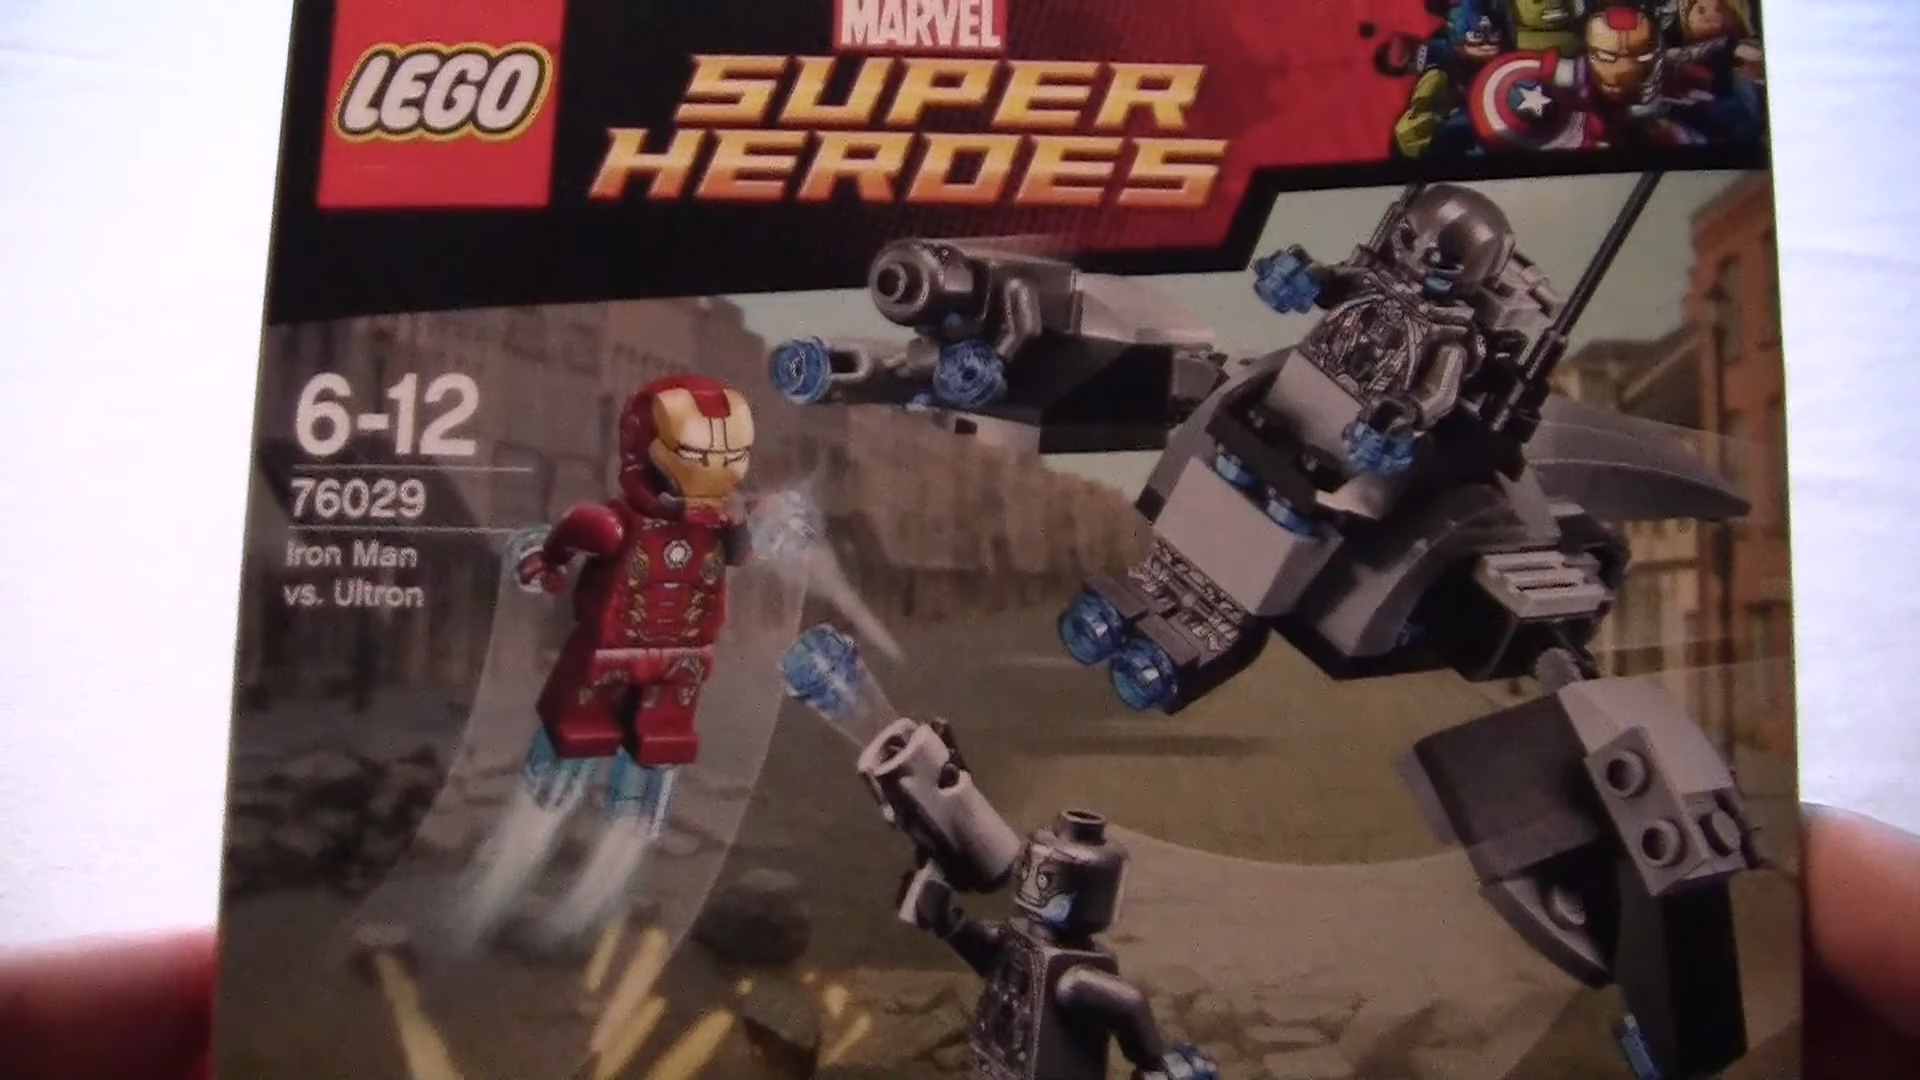 LEGO
MARVEL
SUPER
HEROES
6-12
76029
Iron Man
vs. Ultron